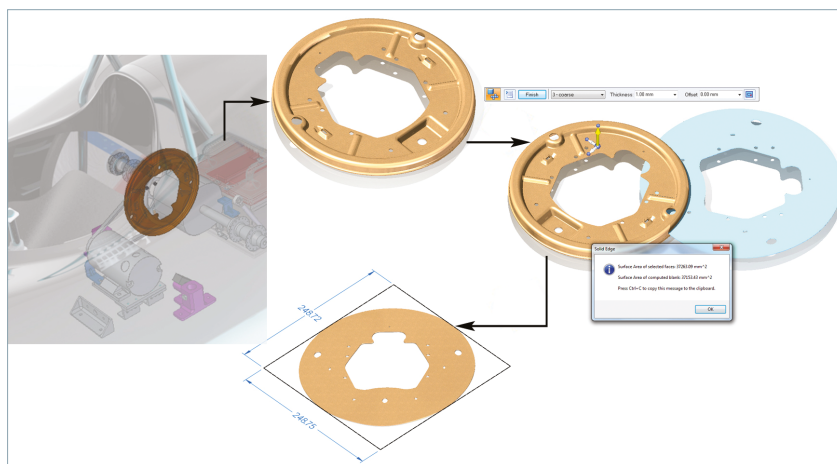 Finish
3 - coarse
Thickness: 1.00 mm
Offset: 0.00 mm
Solid Edge
Surface Area of selected faces: 37263.09 mm^2
Surface Area of computed blank: 37152.43 mm^2
Press Ctrl+C to copy this message to the clipboard.
OK
248.72
248.75